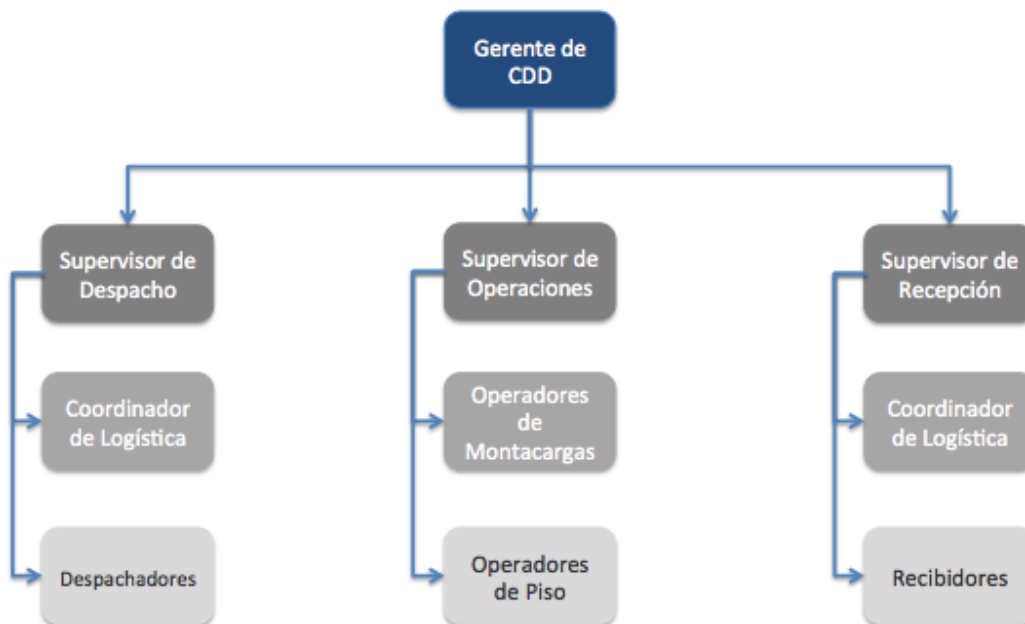 Gerente de
CDD
Supervisor de
Despacho
Supervisor de
Operaciones
Supervisor de
Recepción
Coordinador
de Logística
Operadores
de
Montacargas
Coordinador
de Logística
Despachadores
Operadores
de Piso
Recibidores